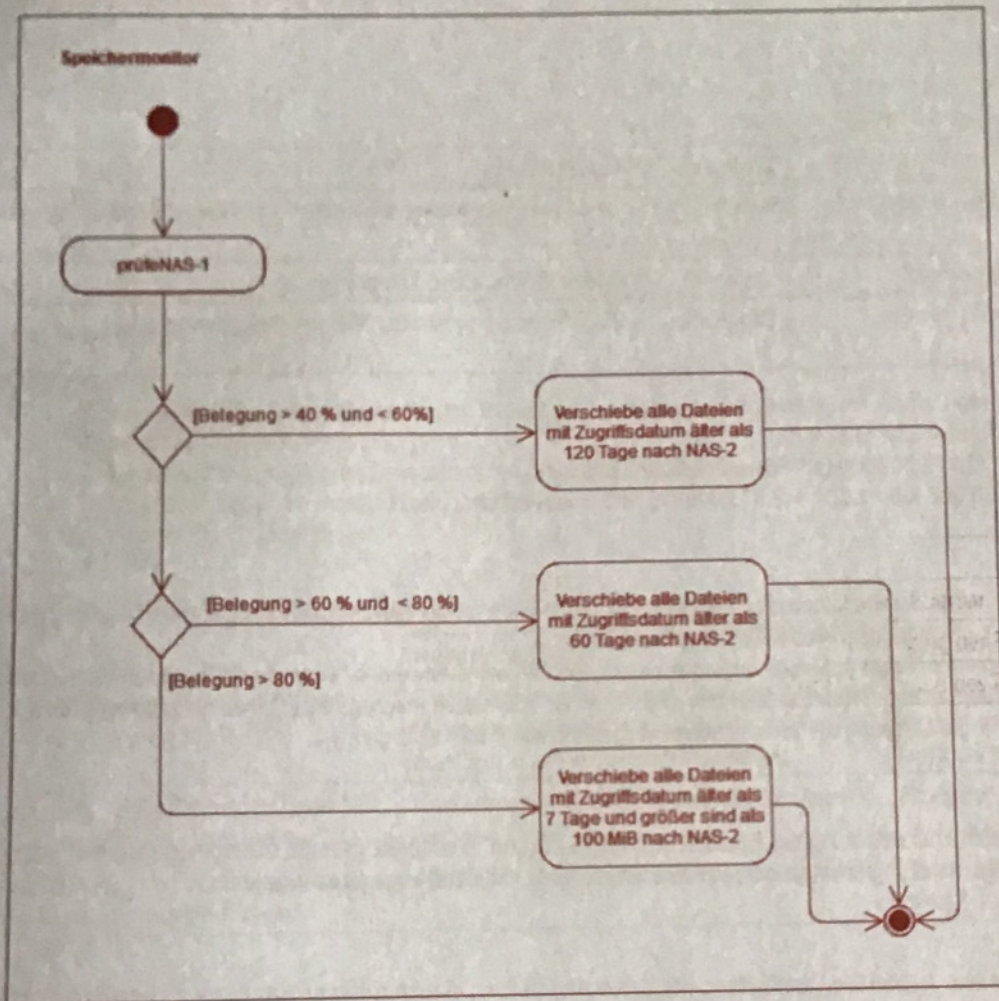 Speichermonitor
prüfeNAS-1
[Belegung > 40 % und < 60%]
Verschiebe alle Dateien
mit Zugriffsdatum älter als
120 Tage nach NAS-2
[Belegung > 60 % und < 80 %]
Verschiebe alle Dateien
mit Zugriffsdatum älter als
60 Tage nach NAS-2
[Belegung > 80 %]
Verschiebe alle Dateien
mit Zugriffsdatum älter als
7 Tage und größer sind als
100 MiB nach NAS-2